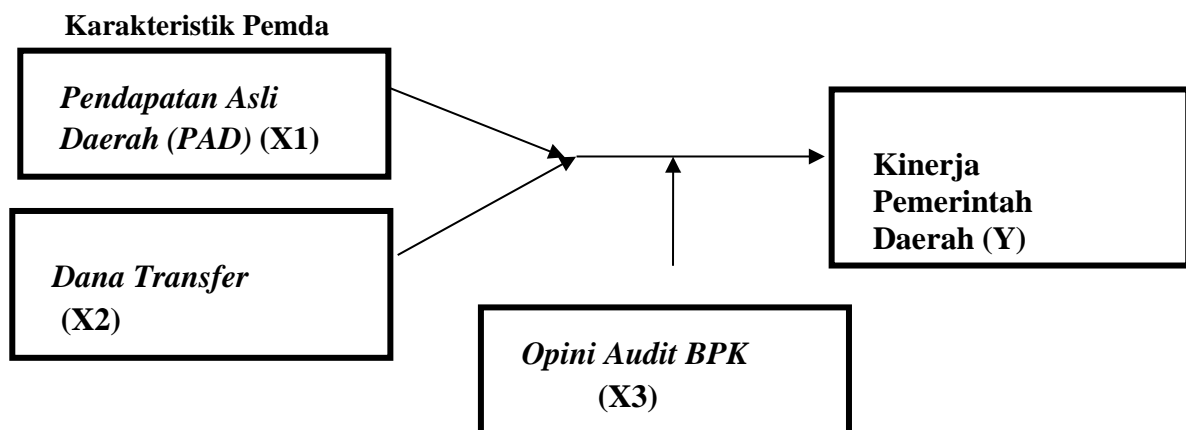 Karakteristik Pemda
Pendapatan Asli
Daerah (PAD) (X1)
Dana Transfer
(X2)
Opini Audit BPK
(X3)
Kinerja
Pemerintah
Daerah (Y)